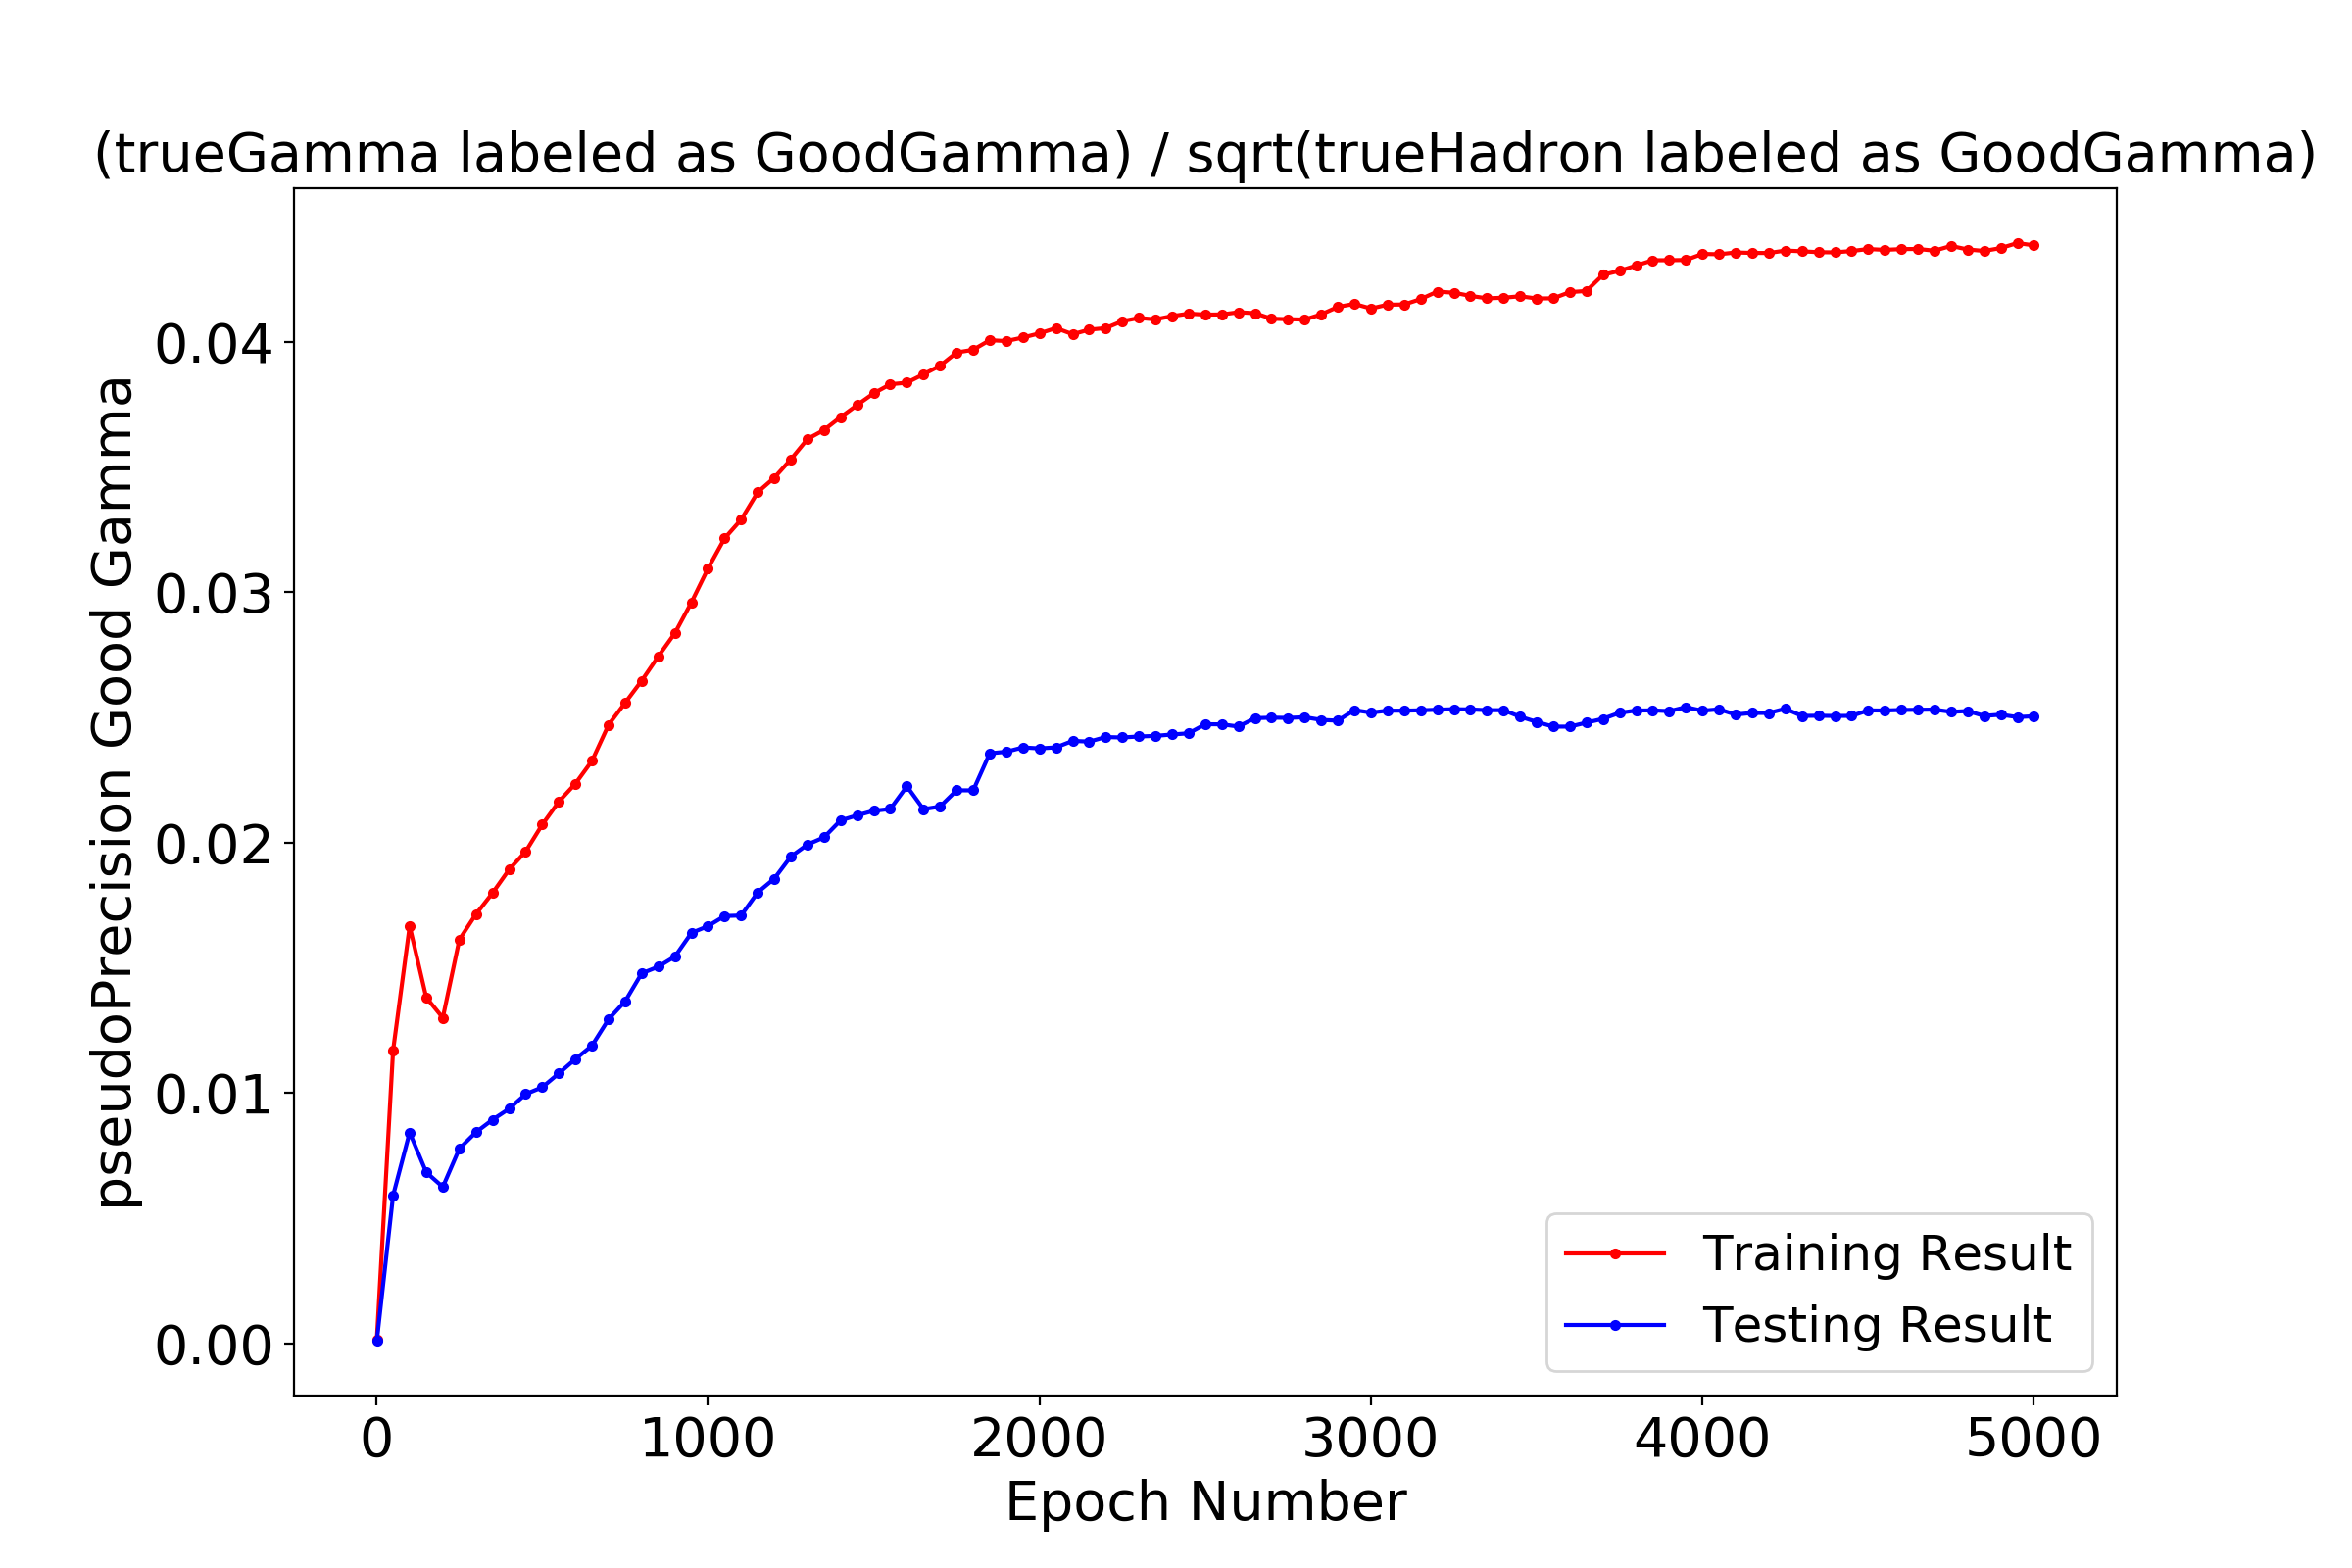 (trueGamma labeled as GoodGamma) / sqrt(trueHadron labeled as GoodGamma)
pseudoPrecision Good Gamma
0.04
0.03
0.02
0.01
0.00
Training Result
Testing Result
0 1000 2000 3000 4000 5000
Epoch Number